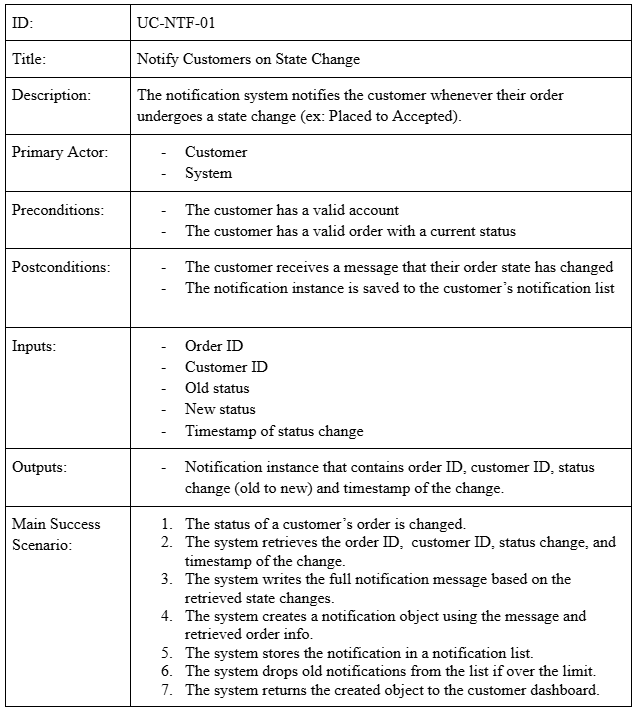 ID:
UC-NTF-01
Title:
Notify Customers on State Change
Description:
The notification system notifies the customer whenever their order
undergoes a state change (ex: Placed to Accepted).
Primary Actor:
- Customer
- System
Preconditions:
- The customer has a valid account
- The customer has a valid order with a current status
Postconditions:
- The customer receives a message that their order state has changed
- The notification instance is saved to the customer’s notification list
Inputs:
- Order ID
- Customer ID
- Old status
- New status
- Timestamp of status change
Outputs:
- Notification instance that contains order ID, customer ID, status
change (old to new) and timestamp of the change.
Main Success
Scenario:
1. The status of a customer’s order is changed.
2. The system retrieves the order ID, customer ID, status change, and
timestamp of the change.
3. The system writes the full notification message based on the
retrieved state changes.
4. The system creates a notification object using the message and
retrieved order info.
5. The system stores the notification in a notification list.
6. The system drops old notifications from the list if over the limit.
7. The system returns the created object to the customer dashboard.